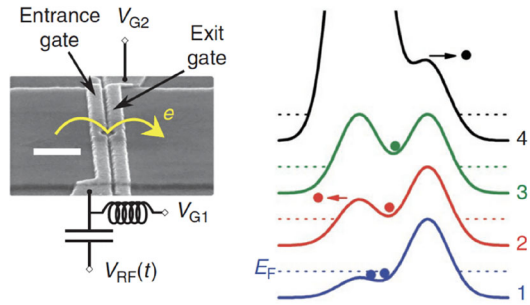 Entrance
gate
V_G2
Exit
gate
e
V_G1
V_RF(t)
4
3
2
E_F
1